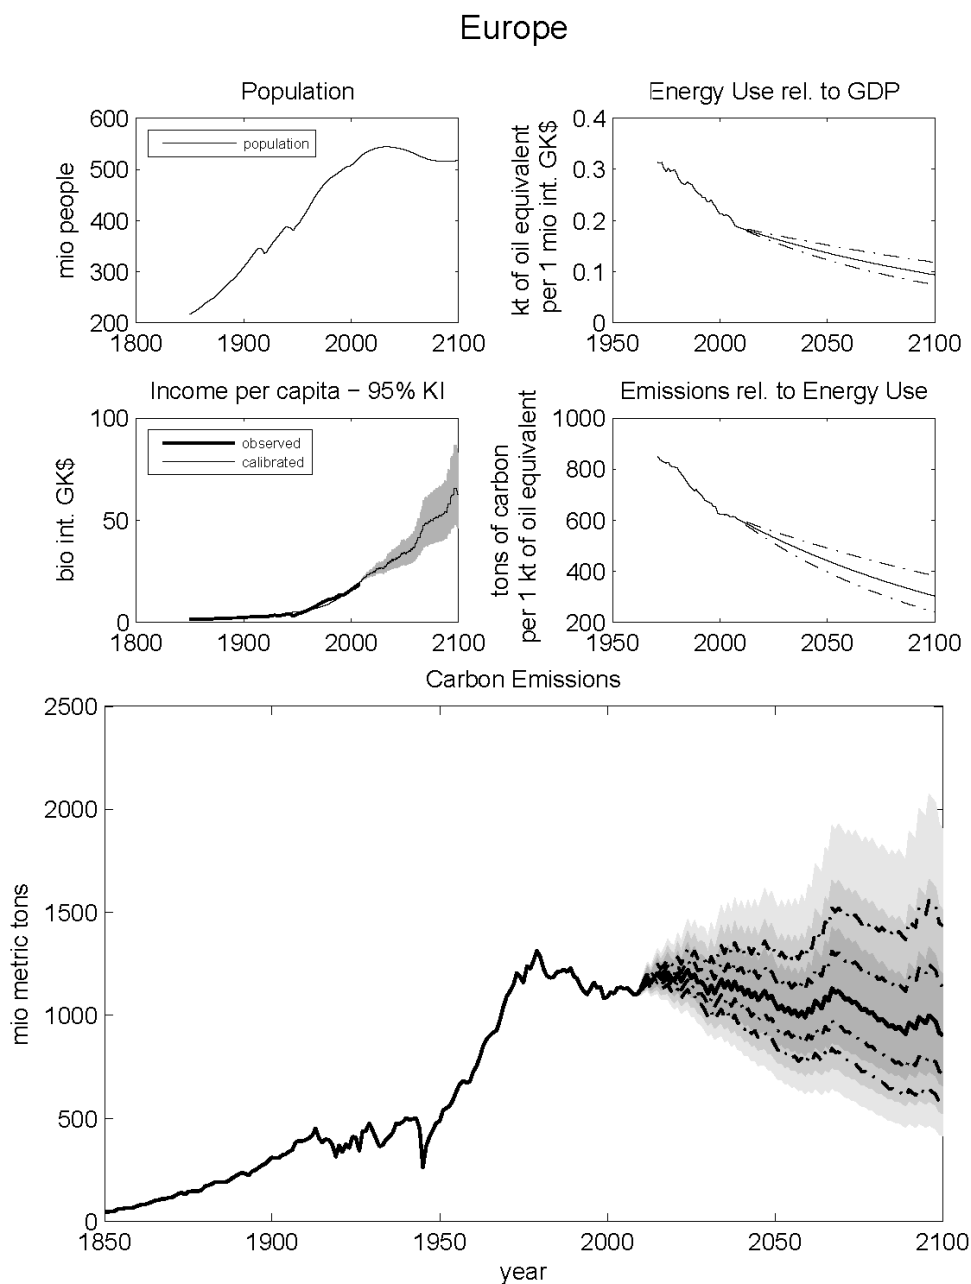 Europe
Population
600
500
400
300
200
mio people
population
1800
1900
2000
2100
Energy Use rel. to GDP
0.4
0.3
0.2
0.1
0
kt of oil equivalent
per 1 mio int. GK$
1950
2000
2050
2100
Income per capita − 95% KI
100
50
0
bio int. GK$
observed
calibrated
1800
1900
2000
2100
Emissions rel. to Energy Use
1000
800
600
400
200
tons of carbon
per 1 kt of oil equivalent
1950
2000
2050
2100
Carbon Emissions
2500
2000
1500
1000
500
0
mio metric tons
1850
1900
1950
2000
2050
2100
year